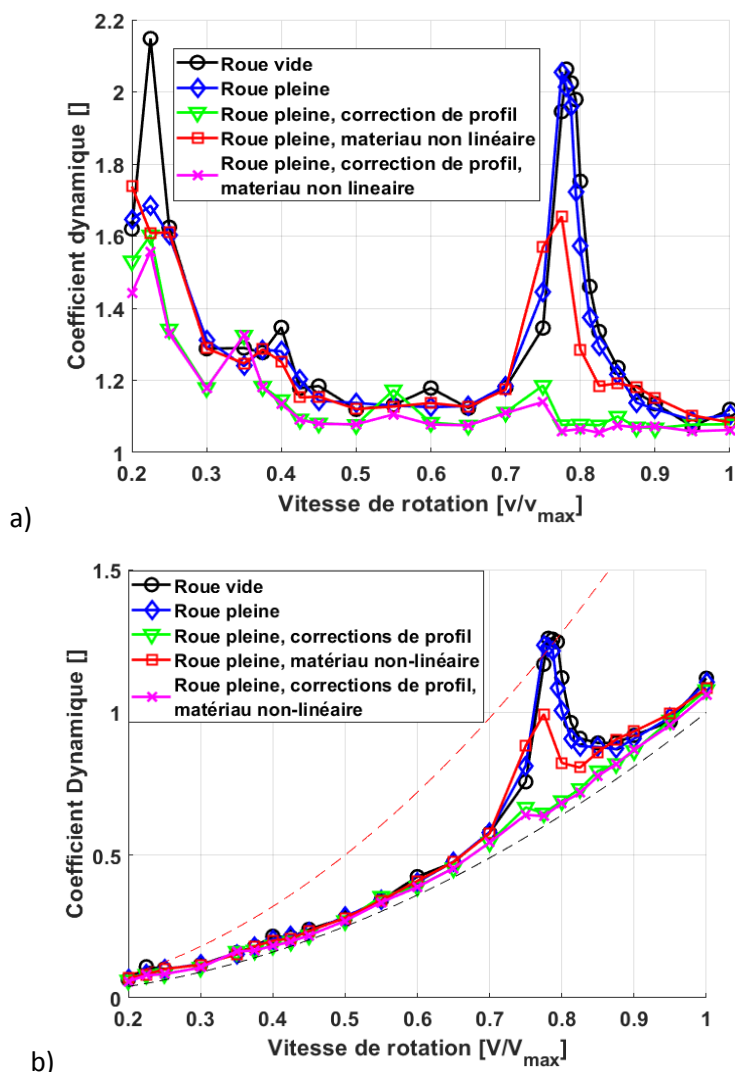 2.2
2
1.8
1.6
1.4
1.2
1
Coefficient dynamique []
Roue vide
Roue pleine
Roue pleine, correction de profil
Roue pleine, materiau non linéaire
Roue pleine, correction de profil,
materiau non lineaire
0.2 0.3 0.4 0.5 0.6 0.7 0.8 0.9 1
Vitesse de rotation [v/vmax]
a)
1.5
1
0.5
0
Coefficient Dynamique []
Roue vide
Roue pleine
Roue pleine, corrections de profil
Roue pleine, matériau non-linéaire
Roue pleine, corrections de profil,
matériau non-linéaire
0.2 0.3 0.4 0.5 0.6 0.7 0.8 0.9 1
Vitesse de rotation [V/Vmax]
b)